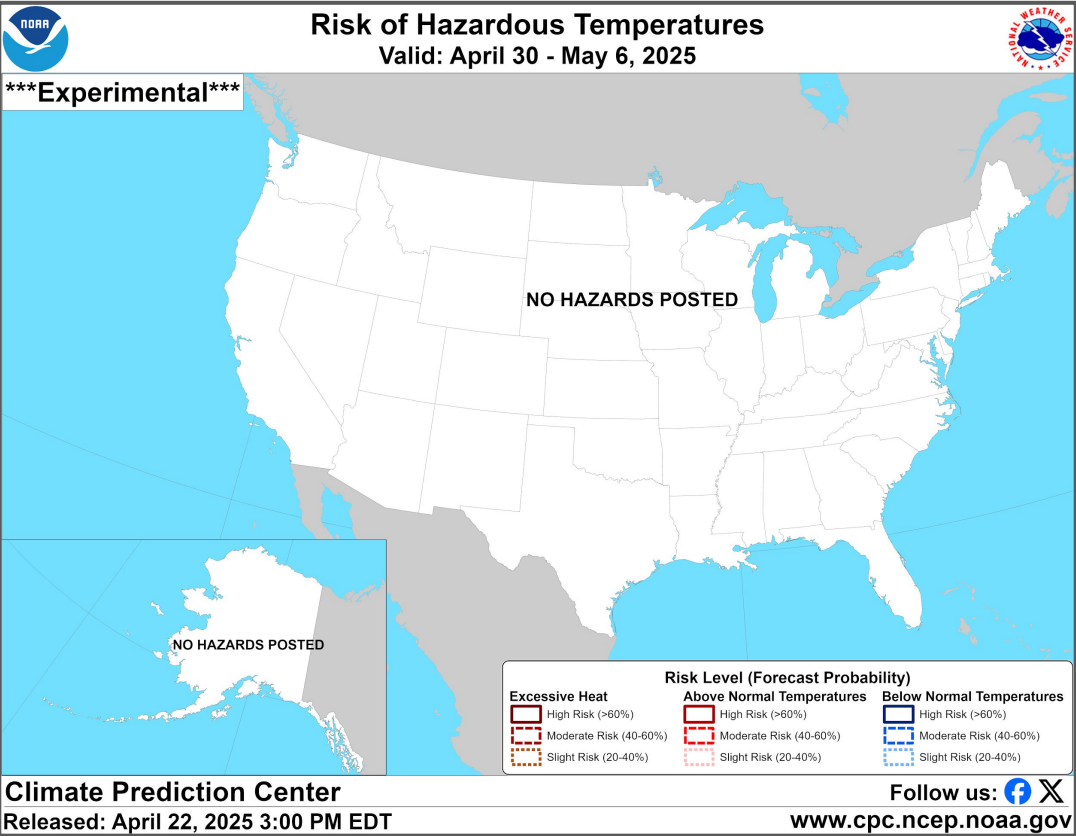 NOAA
Risk of Hazardous Temperatures
Valid: April 30 - May 6, 2025
NATIONAL WEATHER SERVICE
***Experimental***
NO HAZARDS POSTED
NO HAZARDS POSTED
Risk Level (Forecast Probability)
Excessive Heat Above Normal Temperatures Below Normal Temperatures
High Risk (>60%) High Risk (>60%) High Risk (>60%)
Moderate Risk (40-60%) Moderate Risk (40-60%) Moderate Risk (40-60%)
Slight Risk (20-40%) Slight Risk (20-40%) Slight Risk (20-40%)
Climate Prediction Center Follow us:
Released: April 22, 2025 3:00 PM EDT www.cpc.ncep.noaa.gov